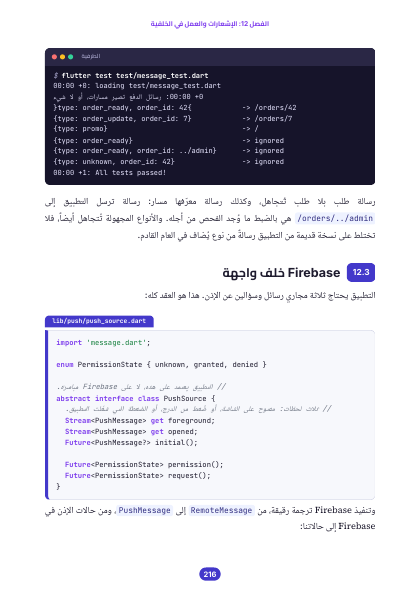 الفصل 12: الإشعارات والعمل في الخلفية
الطرفية
$ flutter test test/message_test.dart
00:00 +0: loading test/message_test.dart
00:00 +0: رسائل الدفع تصير مسارات، أو لا شيء
{type: order_ready, order_id: 42} -> /orders/42
{type: order_update, order_id: 7} -> /orders/7
{type: promo} -> /
{type: order_ready} -> ignored
{type: order_ready, order_id: ../admin} -> ignored
{type: unknown, order_id: 42} -> ignored
00:00 +1: All tests passed!
رسالة طلب بلا طلب تُتجاهل، وكذلك رسالة معرّفها مسار: رسالة ترسل التطبيق إلى
/orders/../admin هي بالضبط ما وُجد الفحص من أجله. والأنواع المجهولة تُتجاهل أيضاً، فلا
تختلط على نسخة قديمة من التطبيق رسالةٌ من نوع يُضاف في العام القادم.
12.3 Firebase خلف واجهة
التطبيق يحتاج ثلاثة مجاري رسائل وسؤالين عن الإذن. هذا هو العقد كله:
lib/push/push_source.dart
import 'message.dart';
enum PermissionState { unknown, granted, denied }
// التطبيق يعتمد على هذه، لا على Firebase مباشرة.
abstract interface class PushSource {
// ثلاث لحظات: مفتوح على الشاشة، أو ضُغط من الدرج، أو الضغطة التي شغّلت التطبيق.
Stream<PushMessage> get foreground;
Stream<PushMessage> get opened;
Future<PushMessage?> initial();
Future<PermissionState> permission();
Future<PermissionState> request();
}
وتنفيذ Firebase ترجمة رقيقة، من RemoteMessage إلى PushMessage، ومن حالات الإذن في
Firebase إلى حالاتنا:
216